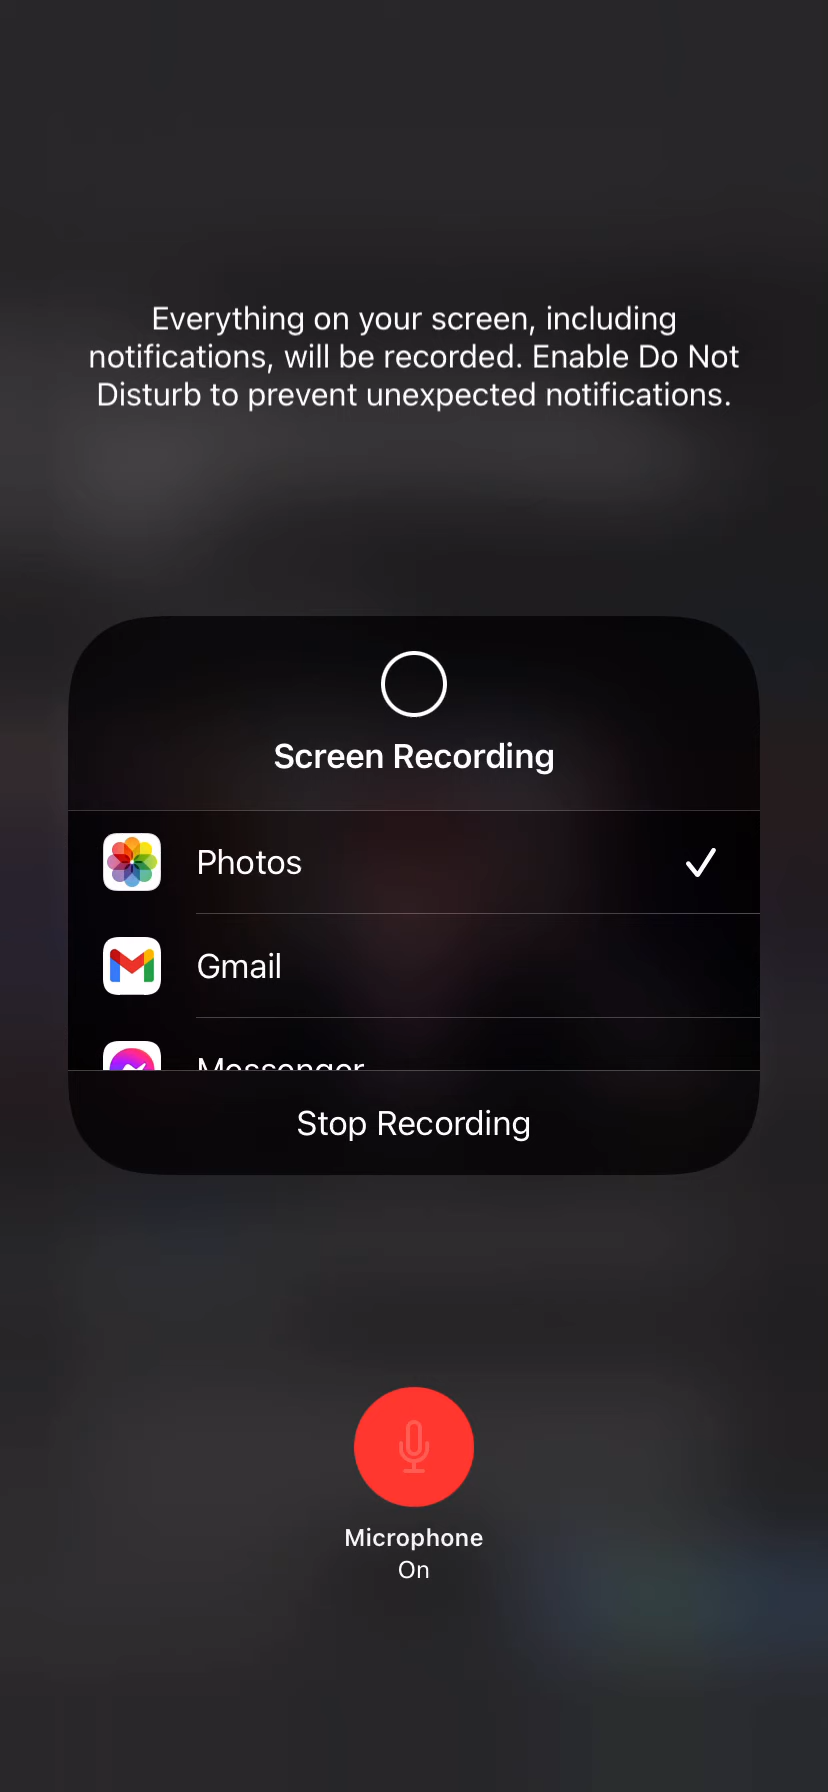 Everything on your screen, including
notifications, will be recorded. Enable Do Not
Disturb to prevent unexpected notifications.
Screen Recording
Photos
Gmail
Messenger
Stop Recording
Microphone
On